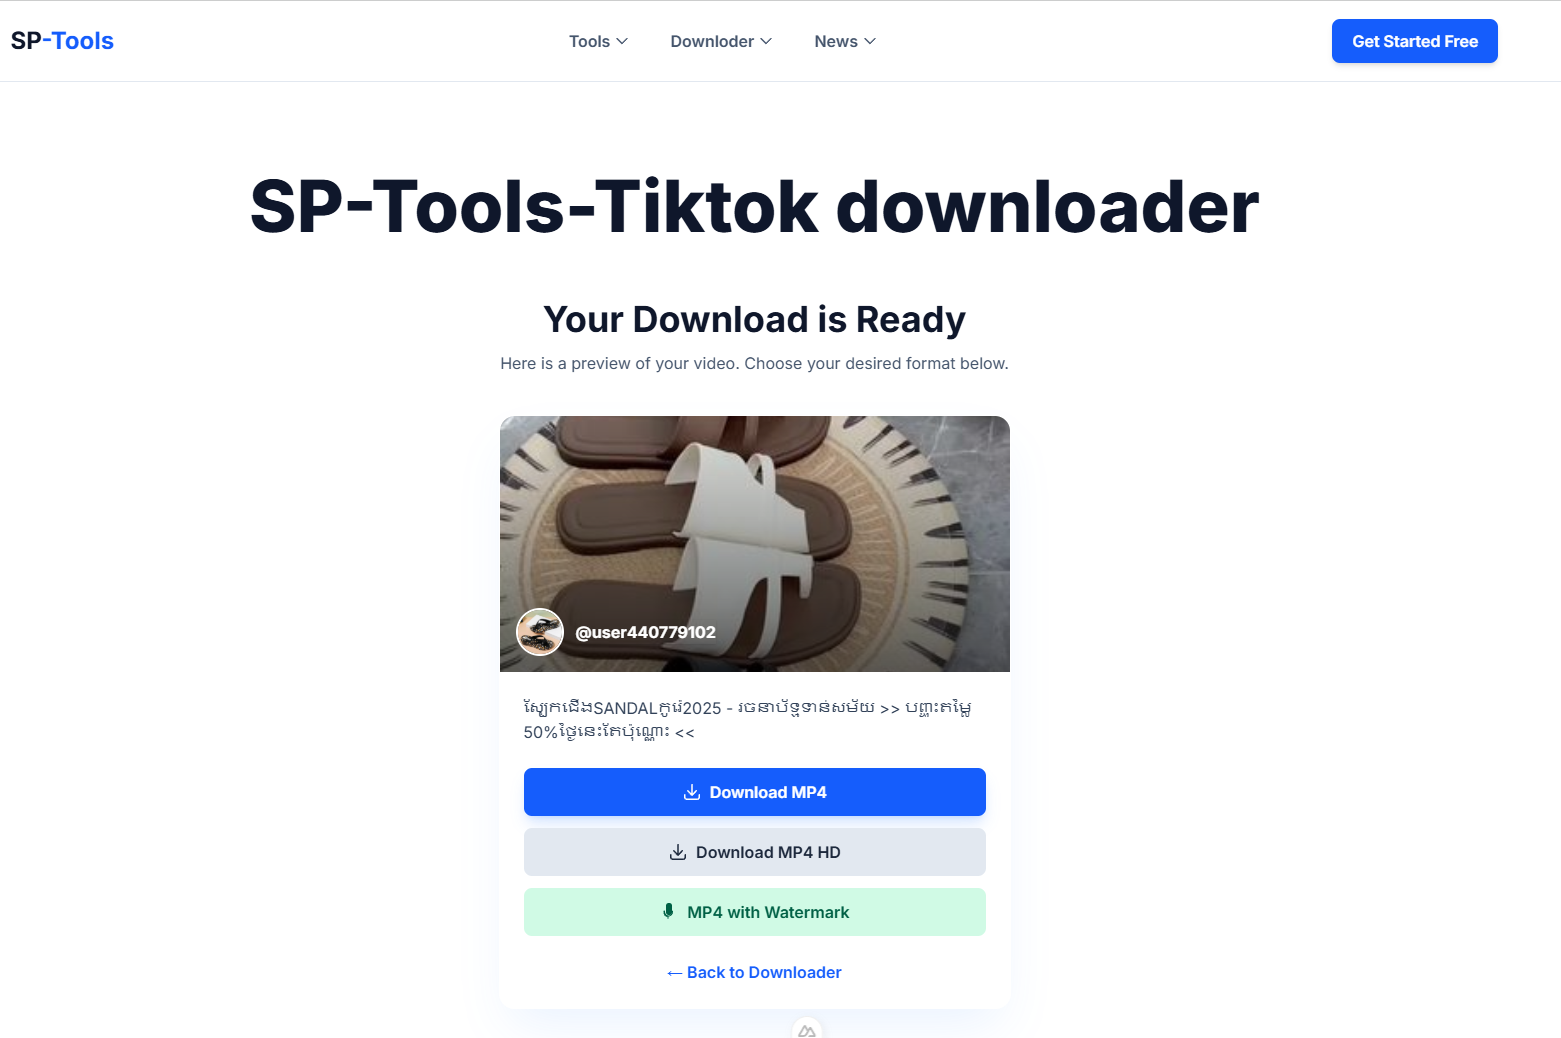 SP-Tools
Tools
Downloder
News
Get Started Free
SP-Tools-Tiktok downloader
Your Download is Ready
Here is a preview of your video. Choose your desired format below.
@user440779102
ស្បែកជើងSANDALកូរ៉េ2025 - រចនាប័ទ្មទាន់សម័យ >> បញ្ចុះតម្លៃ
50%ថ្ងៃនេះតែប៉ុណ្ណោះ <<
Download MP4
Download MP4 HD
MP4 with Watermark
← Back to Downloader